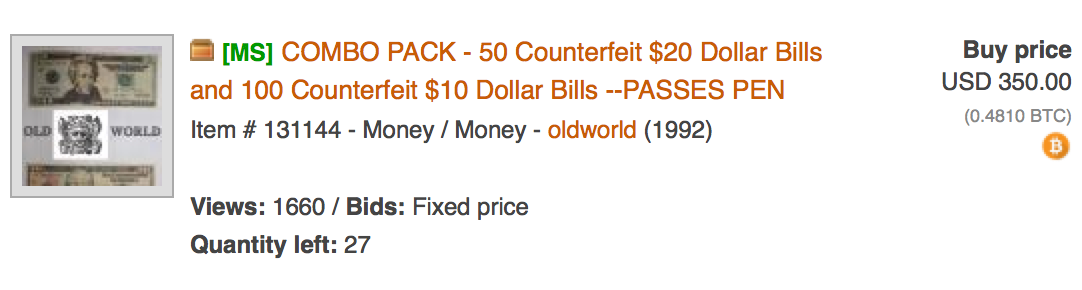 [MS] COMBO PACK - 50 Counterfeit $20 Dollar Bills
and 100 Counterfeit $10 Dollar Bills --PASSES PEN
Item # 131144 - Money / Money - oldworld (1992)
Views: 1660 / Bids: Fixed price
Quantity left: 27
Buy price
USD 350.00
(0.4810 BTC)
OLD WORLD